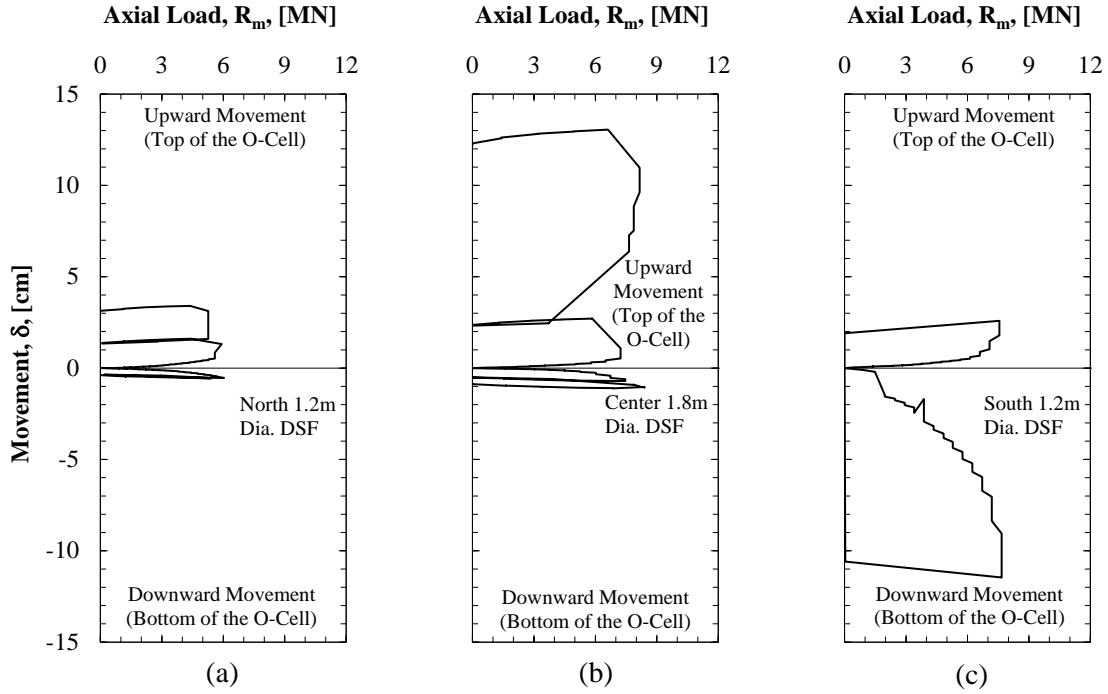 Axial Load, Rm, [MN]
Axial Load, Rm, [MN]
Axial Load, Rm, [MN]
0 3 6 9 12
0 3 6 9 12
0 3 6 9 12
Movement, δ, [cm]
15
10
5
0
-5
-10
-15
Upward Movement
(Top of the O-Cell)
North 1.2m
Dia. DSF
Downward Movement
(Bottom of the O-Cell)
(a)
Upward
Movement
(Top of the
O-Cell)
Center 1.8m
Dia. DSF
Downward Movement
(Bottom of the O-Cell)
(b)
Upward Movement
(Top of the O-Cell)
South 1.2m
Dia. DSF
Downward Movement
(Bottom of the O-Cell)
(c)